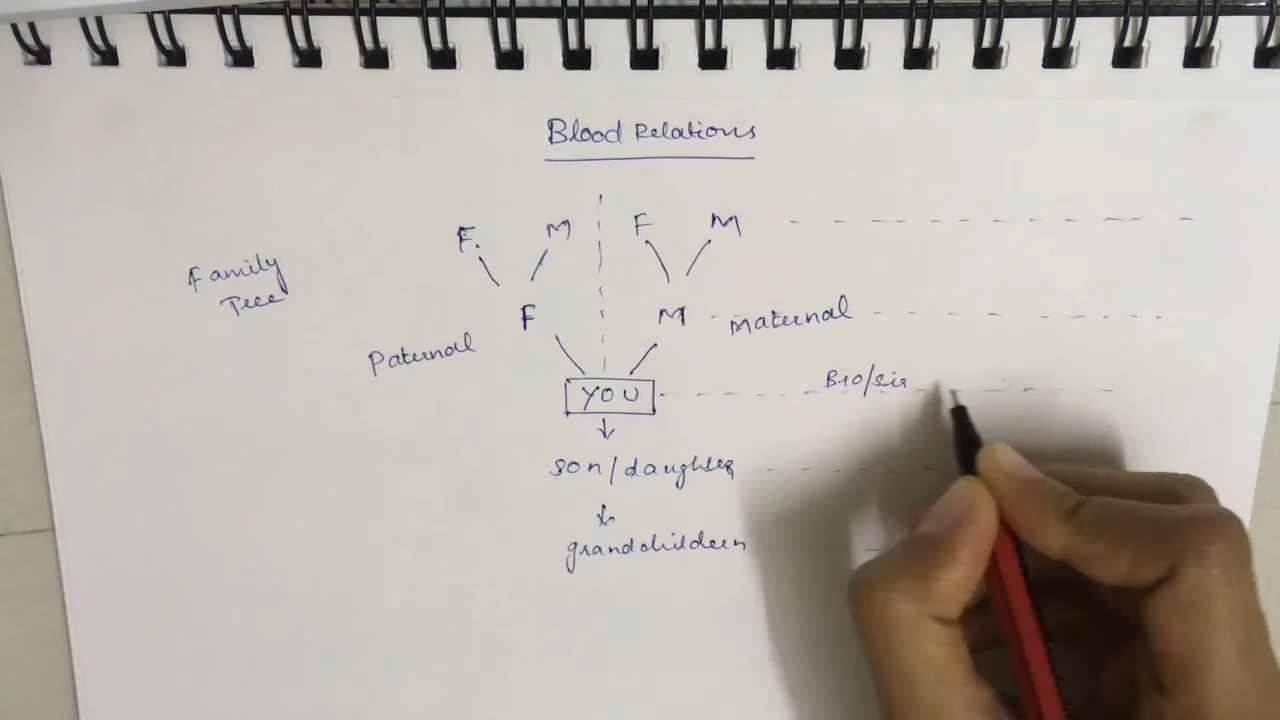 Blood Relations
F. M F M
Family
Tree
F M Maternal
Paternal
YOU Bro/sis
son/daughter
grandchildren